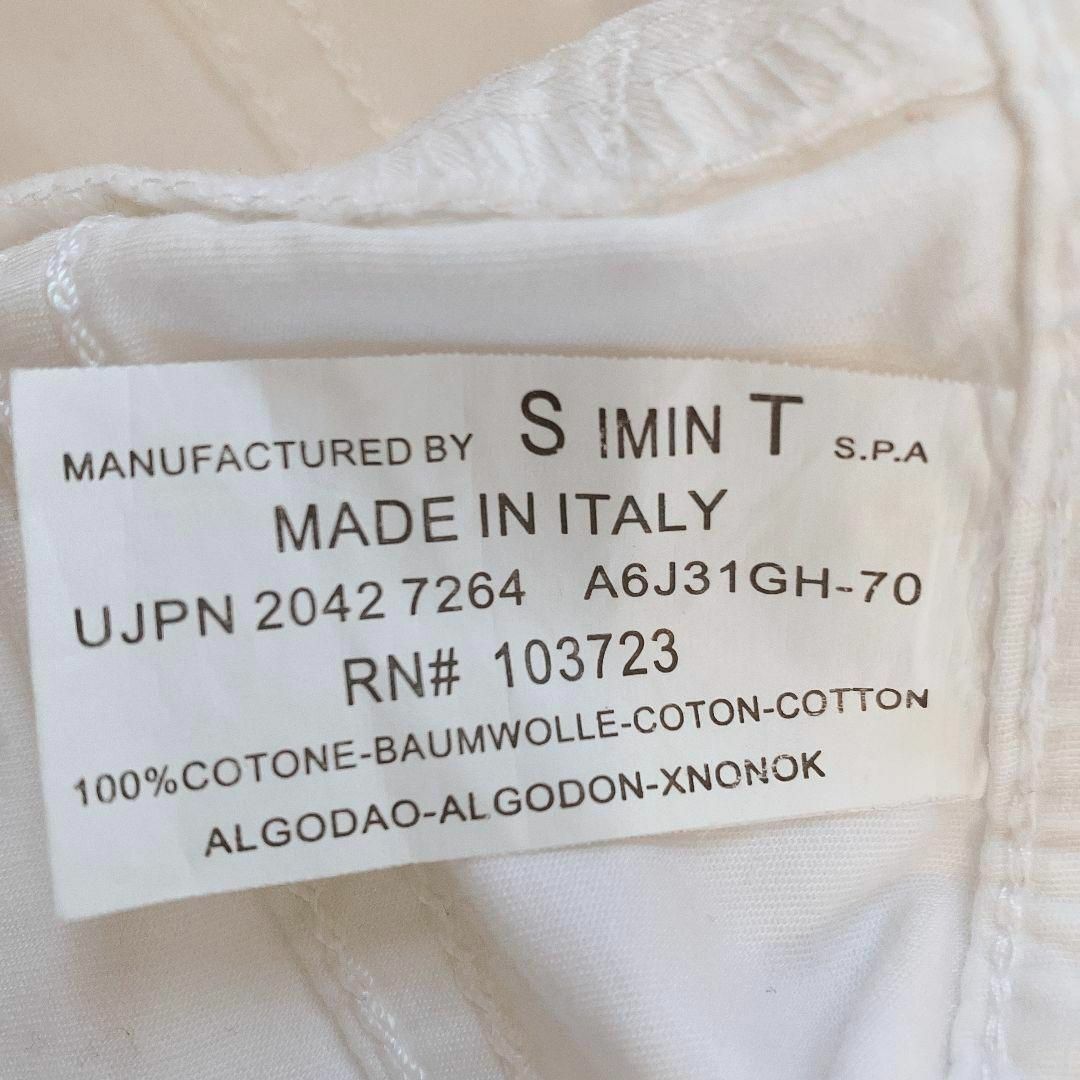 MANUFACTURED BY S IMIN T S.P.A
MADE IN ITALY
UJPN 2042 7264 A6J31GH-70
RN# 103723
100%COTONE-BAUMWOLLE-COTON-COTTON
ALGODAO-ALGODON-XNONOK